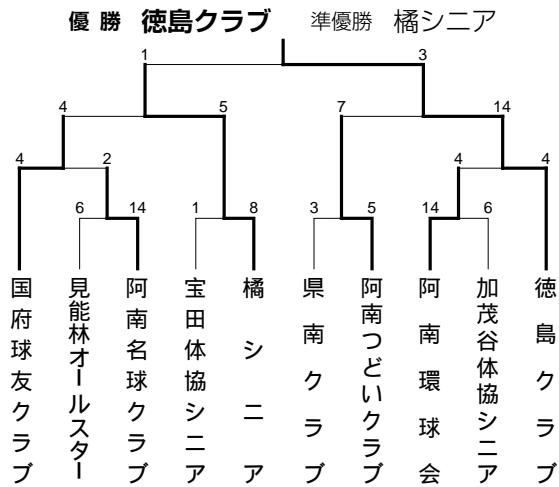 優勝 徳島クラブ 準優勝 橘シニア
1 3
4 5 7 14
4 2 4 4
6 14 1 8 3 5 14 6
国府球友クラブ
見能林オールスター
阿南名球クラブ
宝田体協シニア
橘シニア
県南クラブ
阿南つどいクラブ
阿南環球会
加茂谷体協シニア
徳島クラブ